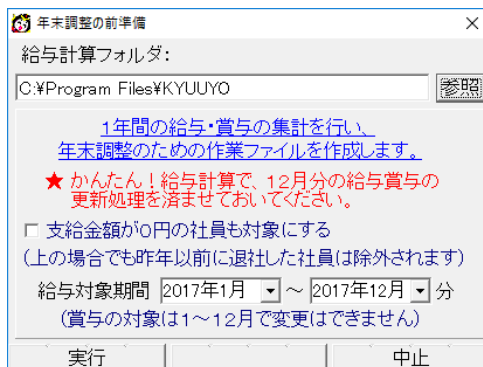 年末調整の前準備
給与計算フォルダ:
C:¥Program Files¥KYUUYO 参照
1年間の給与・賞与の集計を行い、
年末調整のための作業ファイルを作成します。
★ かんたん！給与計算で、12月分の給与賞与の
更新処理を済ませておいてください。
支給金額が0円の社員も対象にする
(上の場合でも昨年以前に退社した社員は除外されます)
給与対象期間 2017年1月 ～ 2017年12月 分
(賞与の対象は1～12月で変更はできません)
実行 中止